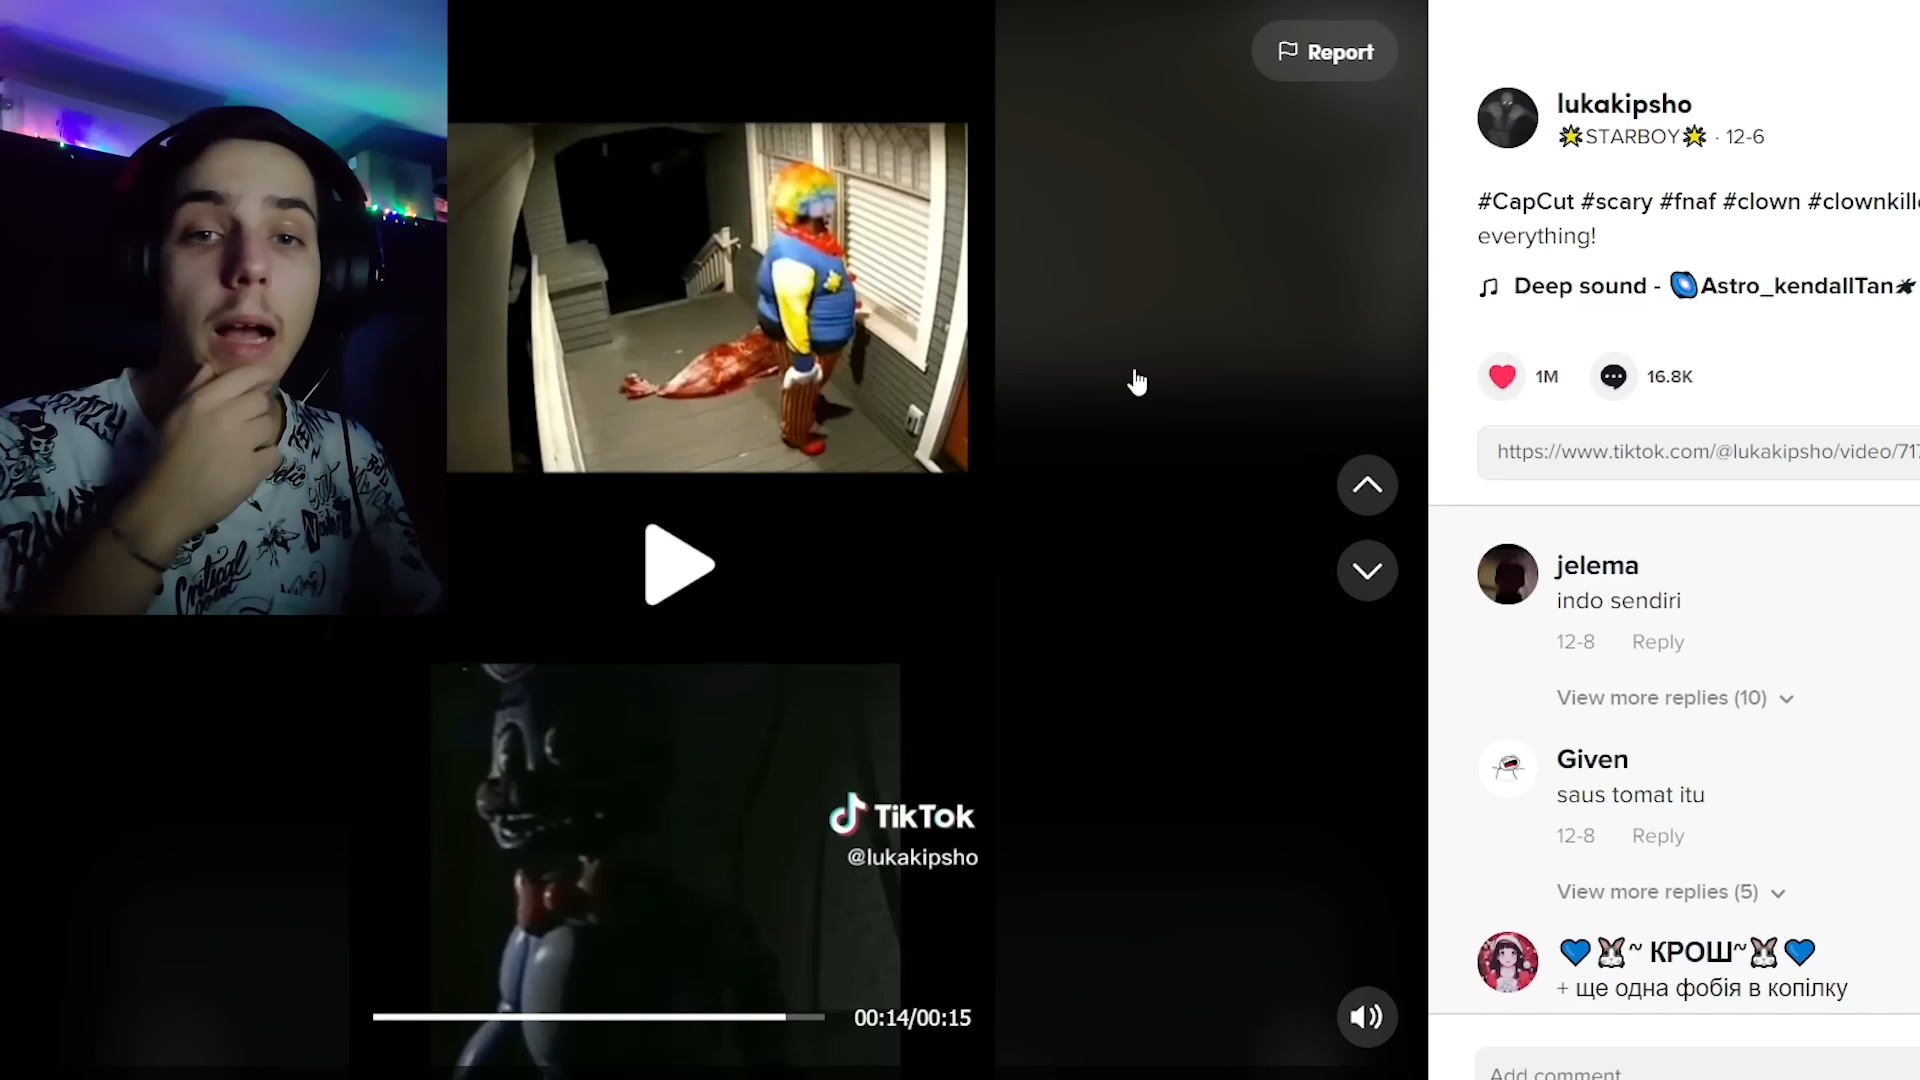 Report
lukakipsho
🌟STARBOY🌟 · 12-6
#CapCut #scary #fnaf #clown #clownkille
everything!
Deep sound - Astro_kendallTan
1M
16.8K
https://www.tiktok.com/@lukakipsho/video/717
jelema
indo sendiri
12-8 Reply
View more replies (10)
Given
saus tomat itu
12-8 Reply
View more replies (5)
💙🐰~ КРОШ~🐰💙
+ ще одна фобія в копілку
Add comment
TikTok
@lukakipsho
00:14/00:15
Critical